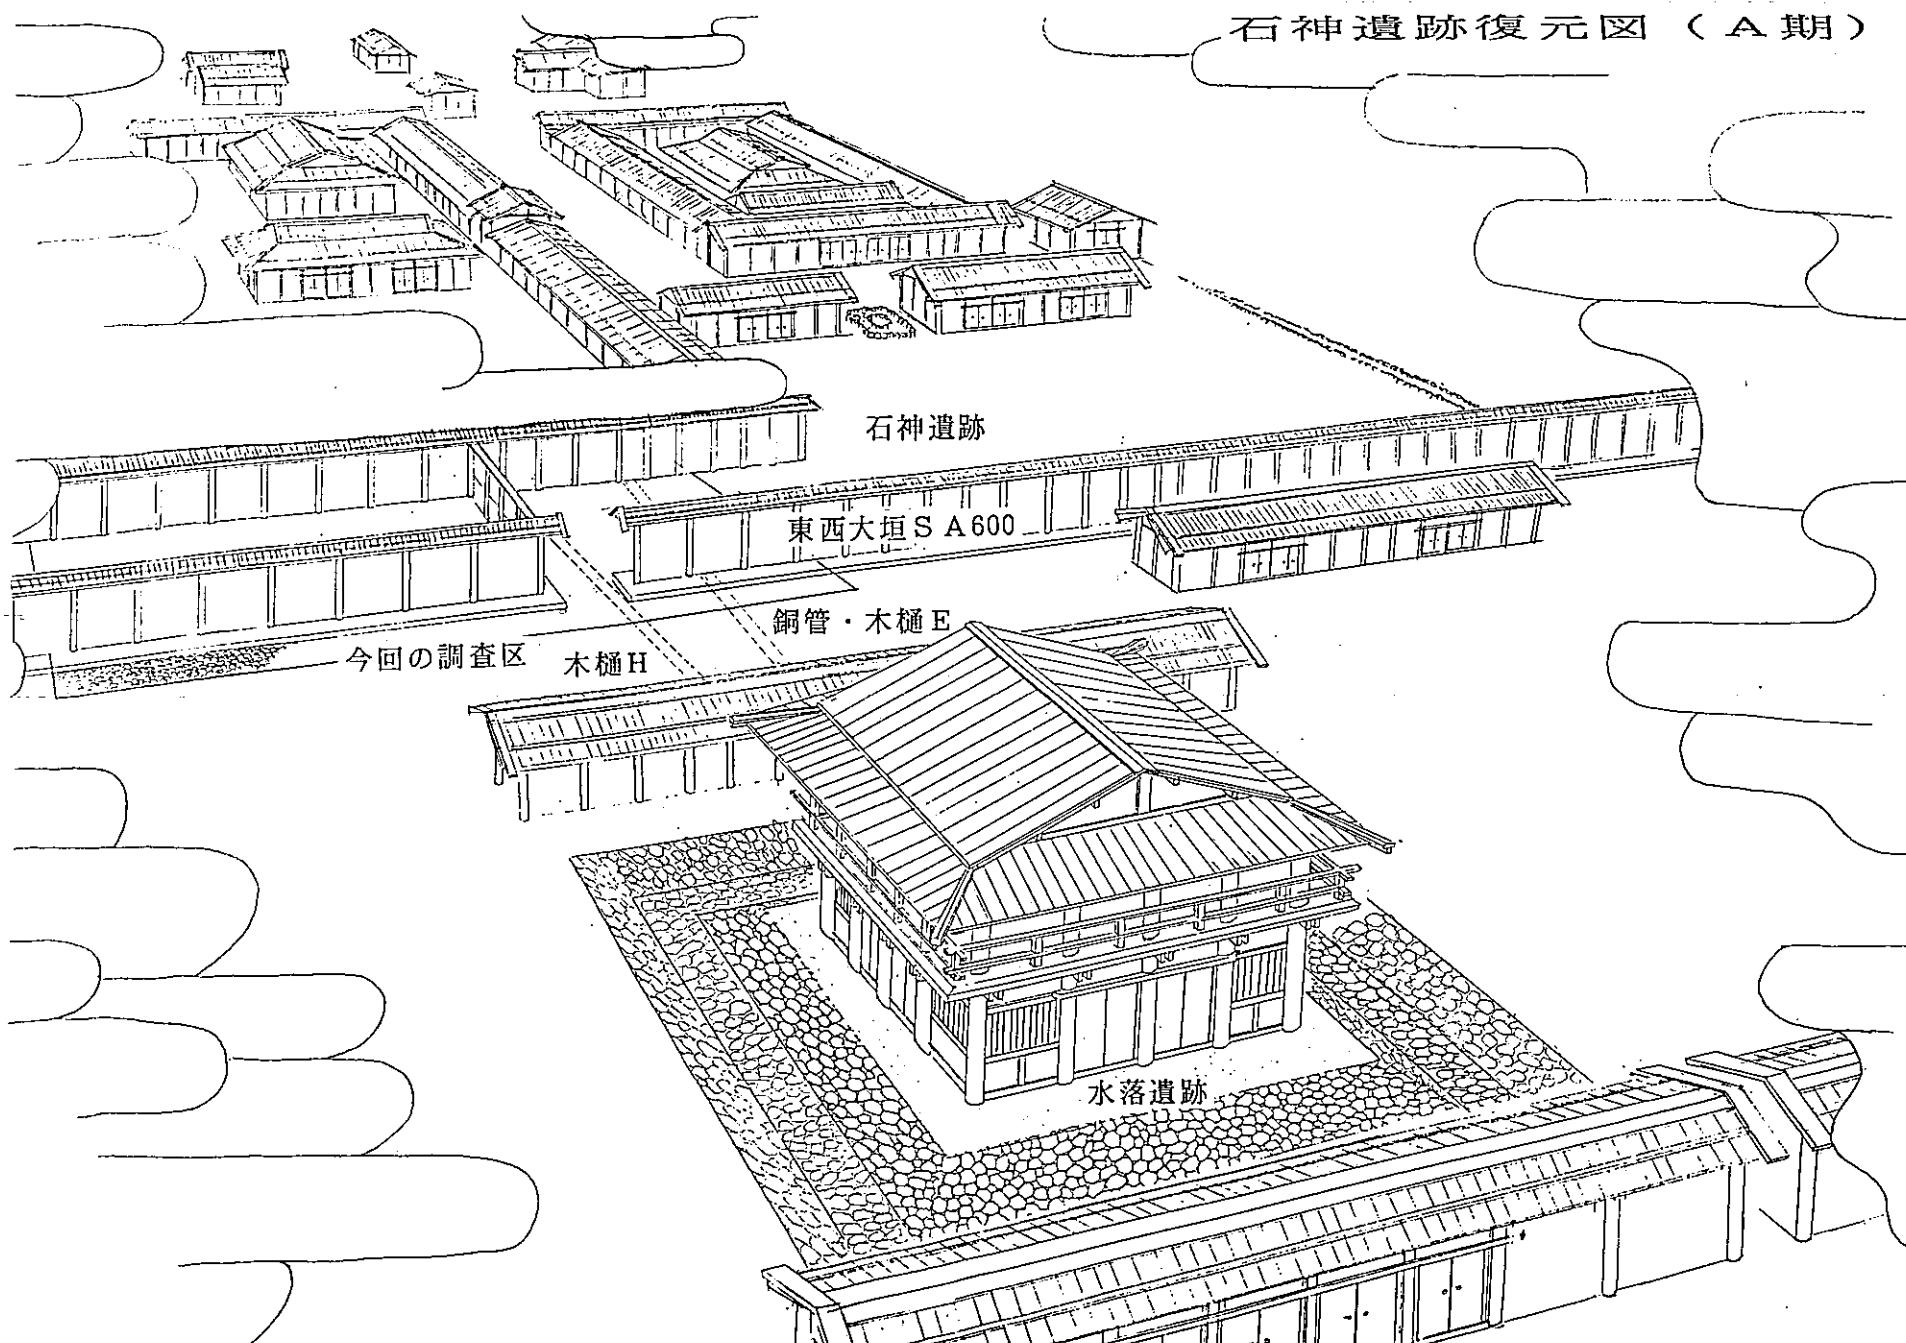 石神遺跡復元図（A期）
石神遺跡
東西大垣SA600
銅管・木樋E
今回の調査区
木樋H
水落遺跡